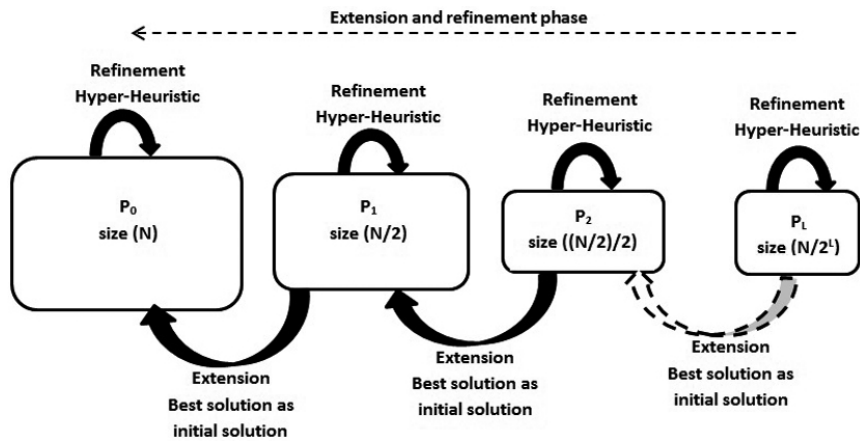 Extension and refinement phase
Refinement
Hyper-Heuristic
Refinement
Hyper-Heuristic
Refinement
Hyper-Heuristic
Refinement
Hyper-Heuristic
P₀
size (N)
P₁
size (N/2)
P₂
size ((N/2)/2)
P_L
size (N/2ᴸ)
Extension
Best solution as
initial solution
Extension
Best solution as
initial solution
Extension
Best solution as
initial solution